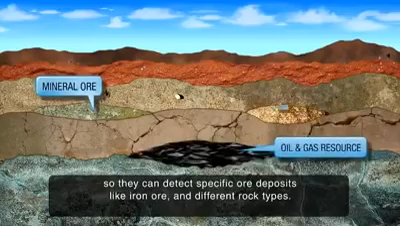 MINERAL ORE
OIL & GAS RESOURCE
so they can detect specific ore deposits
like iron ore, and different rock types.